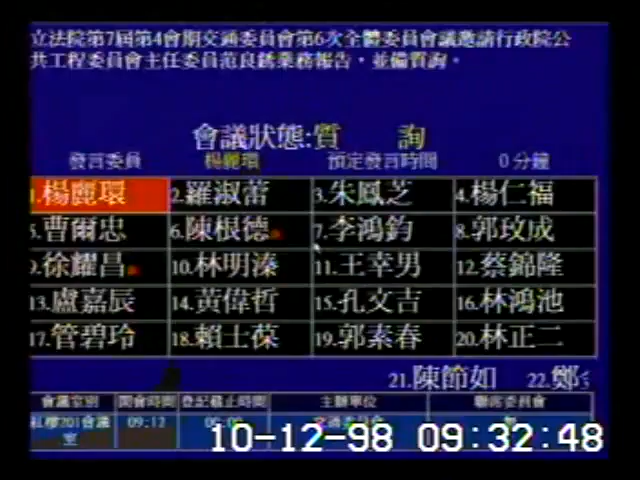 立法院第7屆第4會期交通委員會第6次全體委員會議邀請行政院公
共工程委員會主任委員范良銹業務報告，並備質詢。
會議狀態:質 詢
發言委員 楊麗環 預定發言時間 0分鐘
1.楊麗環 2.羅淑蕾 3.朱鳳芝 4.楊仁福
5.曹爾忠 6.陳根德 7.李鴻鈞 8.郭玟成
9.徐耀昌 10.林明溱 11.王幸男 12.蔡錦隆
13.盧嘉辰 14.黃偉哲 15.孔文吉 16.林鴻池
17.管碧玲 18.賴士葆 19.郭素春 20.林正二
21.陳節如 22.鄭
會議室別 開會時間 登記截止時間 主辦單位 聯席委員會
紅樓201會議 09:12 交通委員會
室
10-12-98 09:32:48